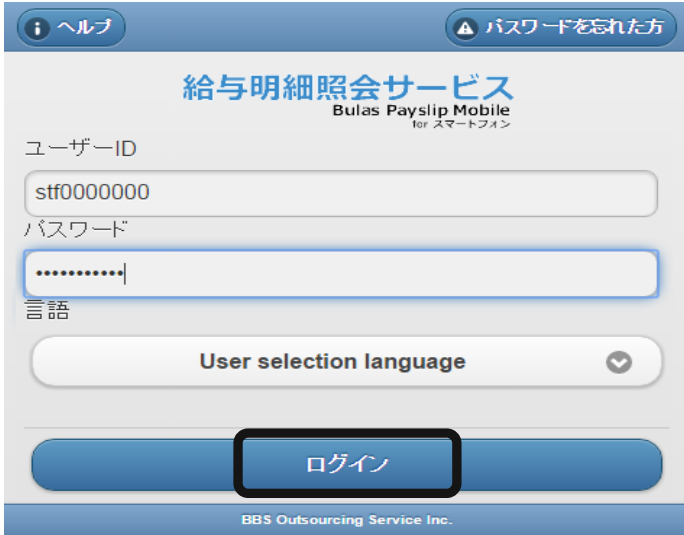 ヘルプ
パスワードを忘れた方
給与明細照会サービス
Bulas Payslip Mobile
for スマートフォン
ユーザーID
stf0000000
パスワード
•••••••••••
言語
User selection language
ログイン
BBS Outsourcing Service Inc.